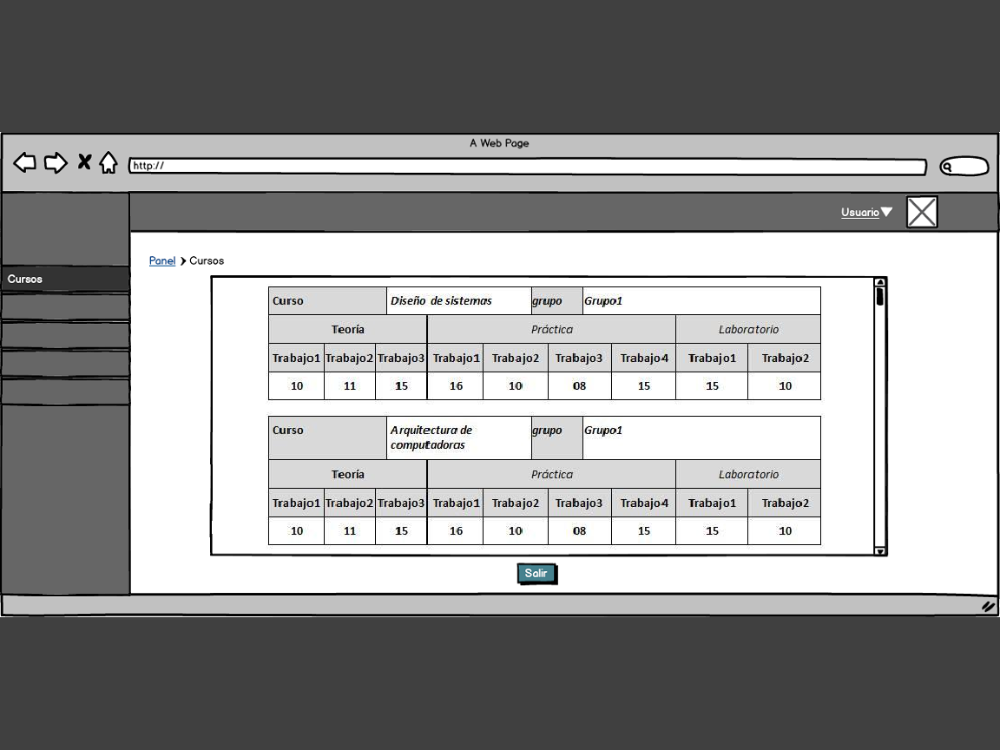 A Web Page
http://
Usuario
Panel Cursos
Cursos
Curso Diseño de sistemas grupo Grupo1
Teoría Práctica Laboratorio
Trabajo1 Trabajo2 Trabajo3 Trabajo1 Trabajo2 Trabajo3 Trabajo4 Trabajo1 Trabajo2
10 11 15 16 10 08 15 15 10
Curso Arquitectura de grupo Grupo1
computadoras
Teoría Práctica Laboratorio
Trabajo1 Trabajo2 Trabajo3 Trabajo1 Trabajo2 Trabajo3 Trabajo4 Trabajo1 Trabajo2
10 11 15 16 10 08 15 15 10
Salir